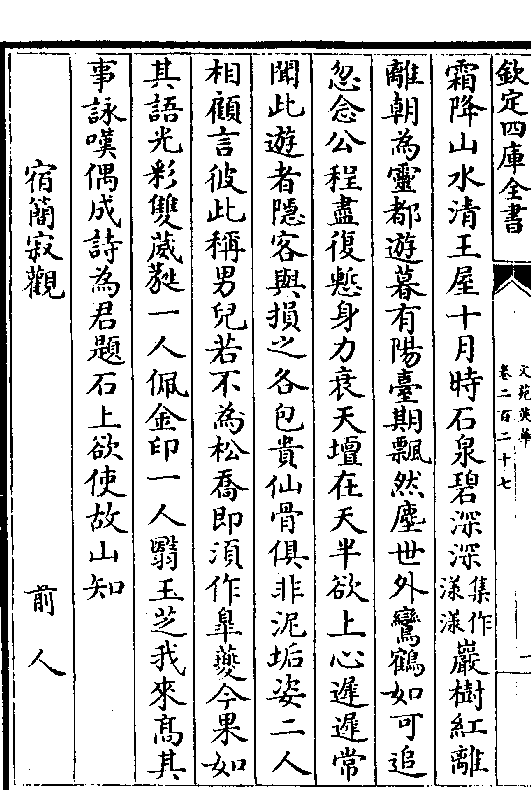 欽定四庫全書
文苑英華
卷二百二十七
霜降山水清王屋十月時石泉碧深深集作漾漾巖樹紅離
離朝為靈都遊暮有陽臺期飄然塵世外鸞鶴如可追
忽念公程盡復慙身力衰天壇在天半欲上心遲遲常
聞此遊者隱客與損之各包貴仙骨俱非泥垢姿二人
相顧言彼此稱男兒若不為松喬即須作臯夔今果如
其語光彩雙葳蕤一人佩金印一人翳玉芝我來髙其
事詠嘆偶成詩為君題石上欲使故山知
宿簡寂觀
前人